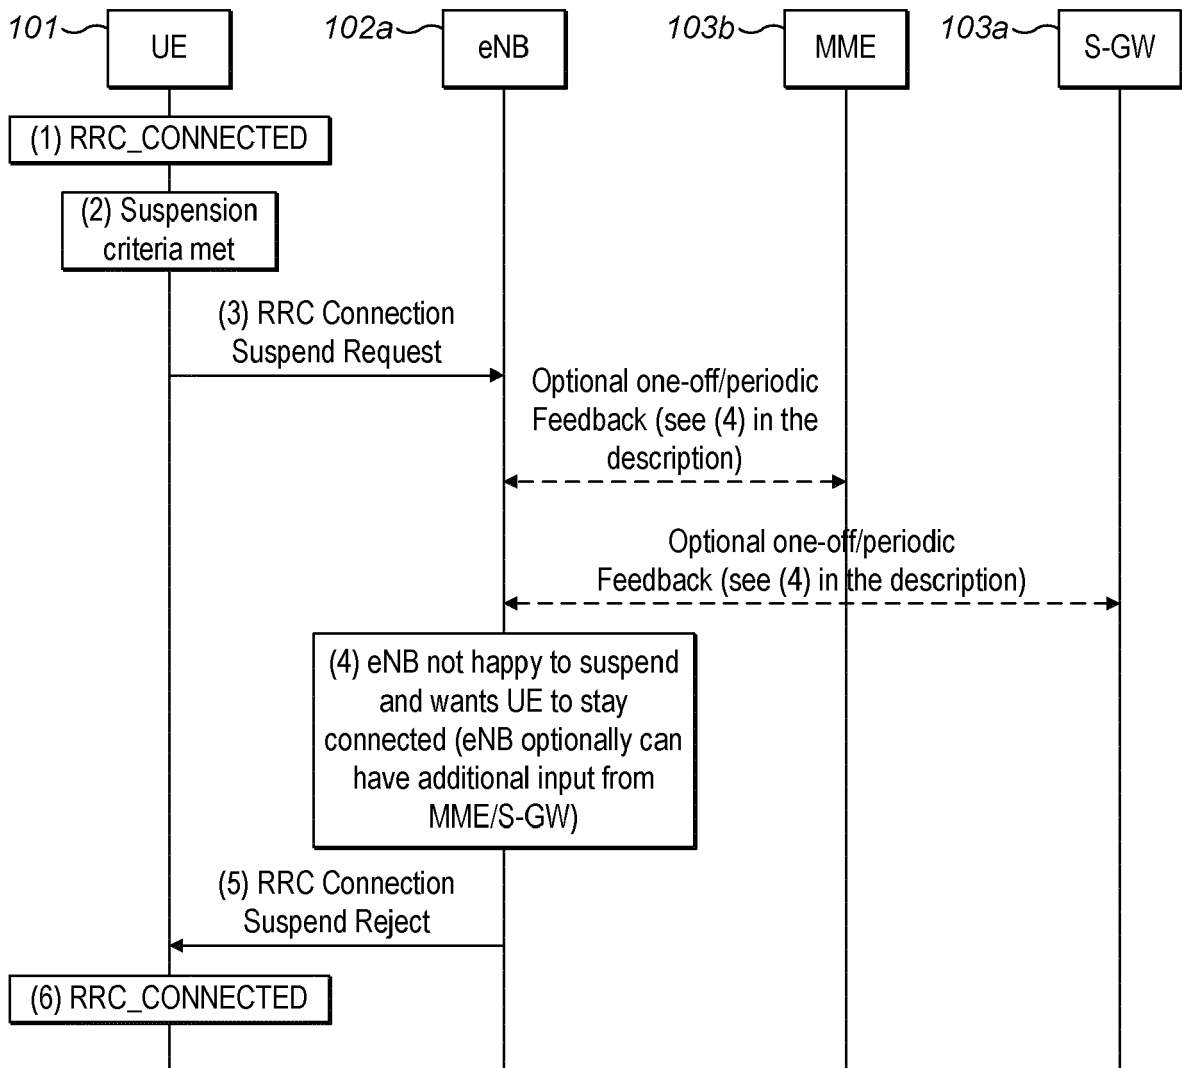 101
UE
102a
eNB
103b
MME
103a
S-GW
(1) RRC_CONNECTED
(2) Suspension
criteria met
(3) RRC Connection
Suspend Request
Optional one-off/periodic
Feedback (see (4) in the
description)
Optional one-off/periodic
Feedback (see (4) in the description)
(4) eNB not happy to suspend
and wants UE to stay
connected (eNB optionally can
have additional input from
MME/S-GW)
(5) RRC Connection
Suspend Reject
(6) RRC_CONNECTED